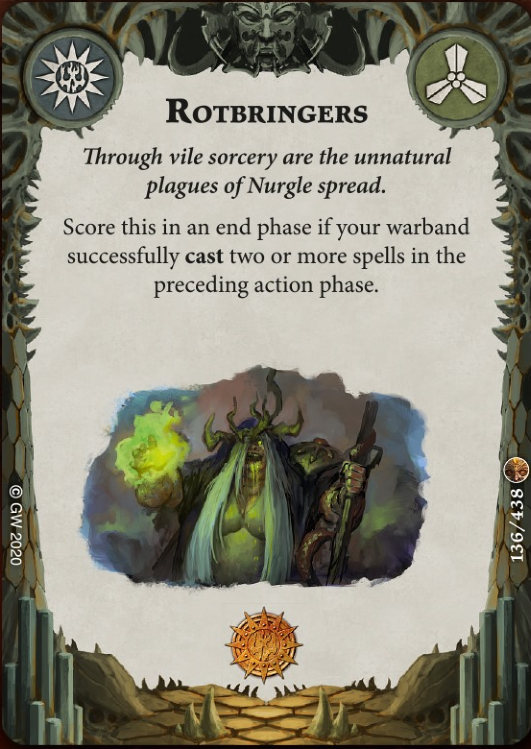 Rotbringers
Through vile sorcery are the unnatural
plagues of Nurgle spread.
Score this in an end phase if your warband
successfully cast two or more spells in the
preceding action phase.
© GW 2020
136/438